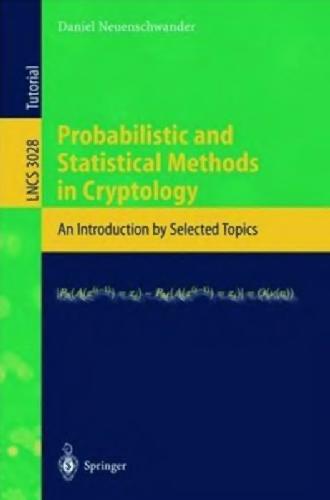 Daniel Neuenschwander
LNCS 3028
Tutorial
Probabilistic and
Statistical Methods
in Cryptology
An Introduction by Selected Topics
Springer